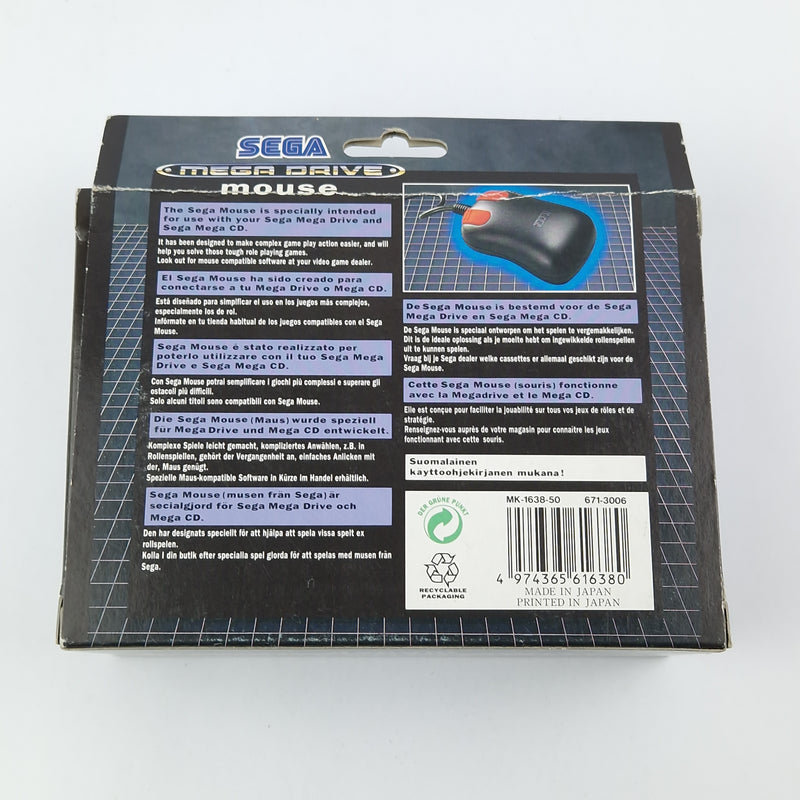 SEGA
MEGA DRIVE
mouse
The Sega Mouse is specially intended
for use with your Sega Mega Drive and
Sega Mega CD.
It has been designed to make complex game play action easier, and will
help you solve those tough role playing games.
Look out for mouse compatible software at your video game dealer.
El Sega Mouse ha sido creado para
conectarse a tu Mega Drive o Mega CD.
Está diseñado para simplificar el uso en los juegos más complejos,
especialmente los de rol.
Infórmate en tu tienda habitual de los juegos compatibles con el Sega
Mouse.
Sega Mouse è stato realizzato per
poterlo utilizzare con il tuo Sega Mega
Drive e Sega Mega CD.
Con Sega Mouse potrai semplificare i giochi più complessi e superare gli
ostacoli più difficili.
Solo alcuni titoli sono compatibili con Sega Mouse.
Die Sega Mouse (Maus) wurde speziell
für Mega Drive und Mega CD entwickelt.
Komplexe Spiele leicht gemacht, kompliziertes Anwählen, z.B. in
Rollenspiellen, gehört der Vergangenheit an, einfaches Anlicken mit
der, Maus genügt.
Spezielle Maus-kompatible Software in Kürze im Handel erhältlich.
Sega Mouse (musen från Sega) är
secialgjord för Sega Mega Drive och
Mega CD.
Den har designats speciellt för att hjälpa att spela vissa spelt ex
rollspelen.
Kolla I din butik efter specialla spel glorda för att spelas med musen från
Sega.
SEGA
De Sega Mouse is bestemd voor de Sega
Mega Drive en Sega Mega CD.
De Sega Mouse is speciaal ontworpen om het spelen te vergemakkelijken.
Dit is de ideale oplossing als je moeite hebt om ingewikkelde rollenspellen
uit te kunnen spelen.
Vraag bij je Sega dealer welke cassettes er allemaal geschikt zijn voor de
Sega Mouse.
Cette Sega Mouse (souris) fonctionne
avec la Megadrive et le Mega CD.
Elle est conçue pour faciliter la jouabilité sur tous vos jeux de rôles et de
stratégie.
Renseignez-vous auprès de votre magasin pour connaitre les jeux
fonctionnant avec cette souris.
Suomalainen
kayttoohjekirjanen mukana!
DER GRÜNE PUNKT
RECYCLABLE
PACKAGING
MK-1638-50 671-3006
4 974365 616380
MADE IN JAPAN
PRINTED IN JAPAN